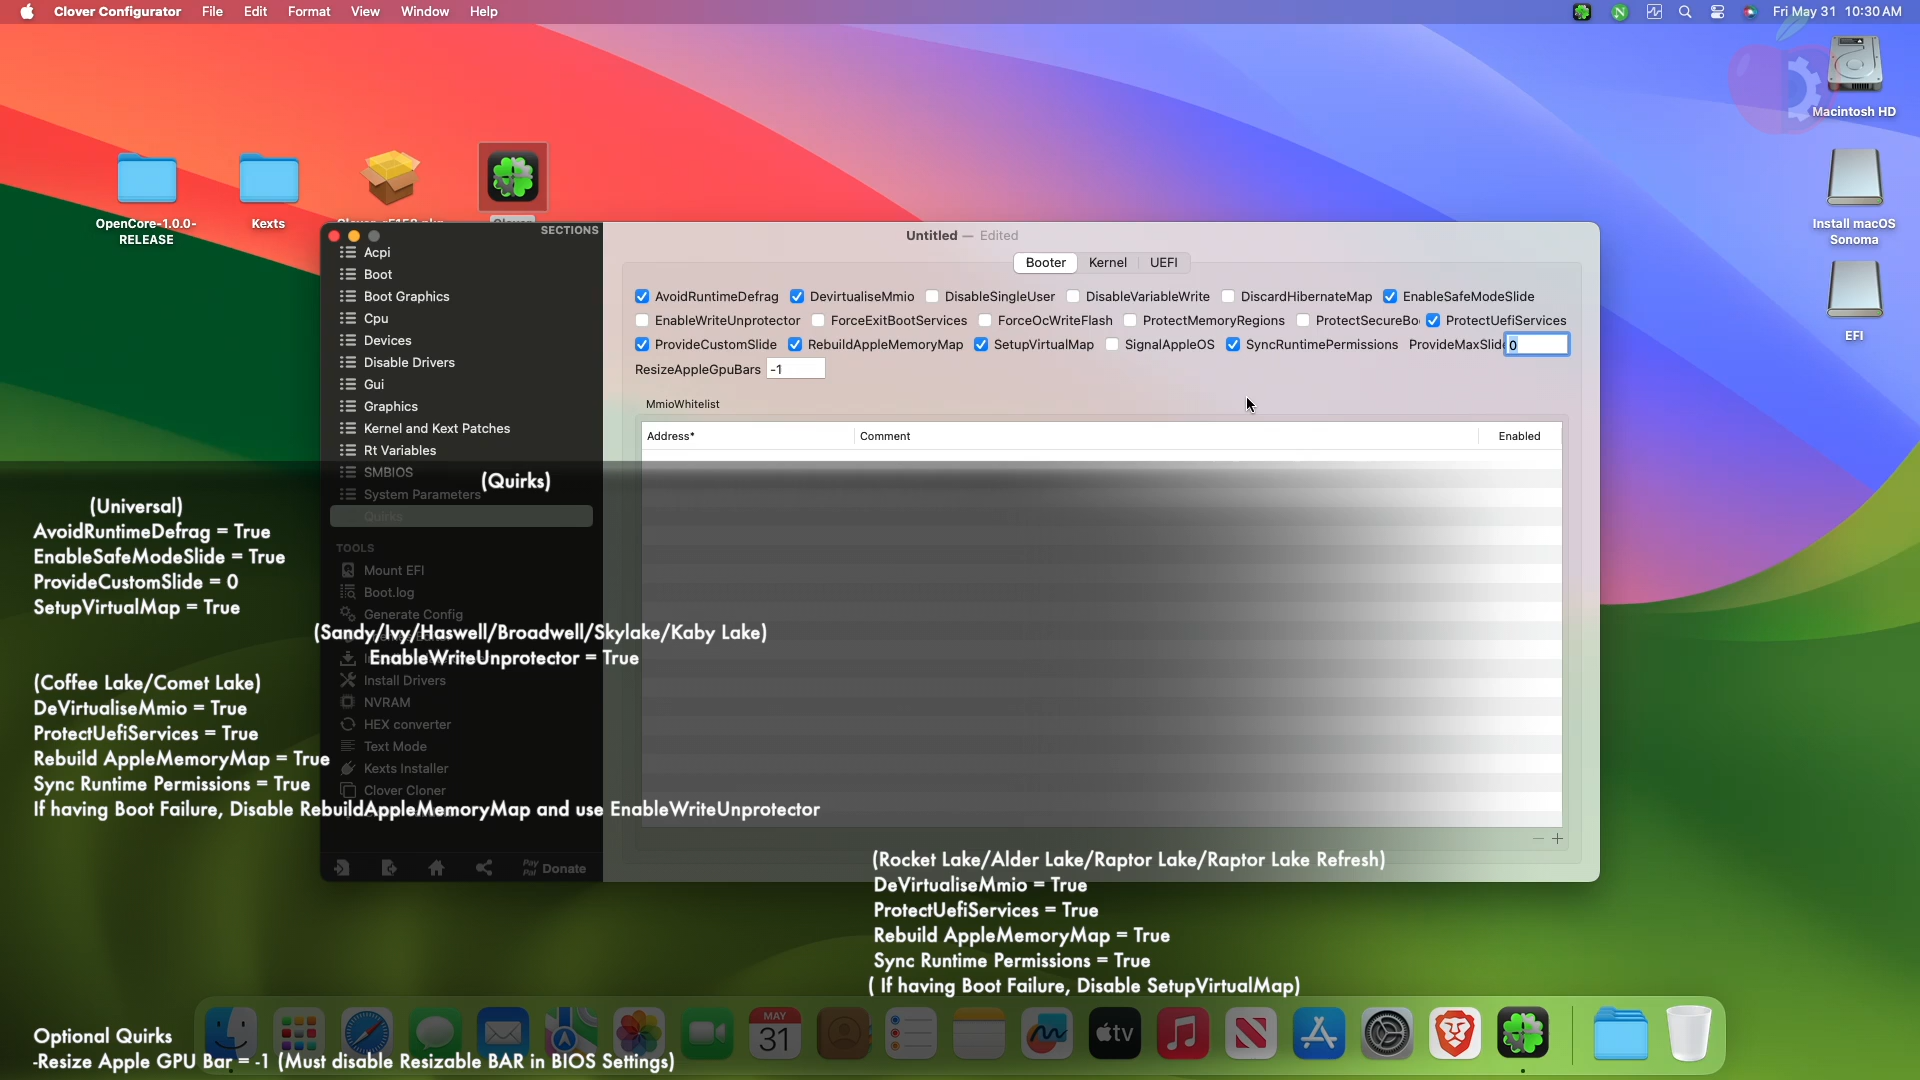 Clover Configurator File Edit Format View Window Help
Fri May 31 10:30 AM
Macintosh HD
Install macOS
Sonoma
EFI
OpenCore-1.0.0-
RELEASE
Kexts
SECTIONS
Acpi
Boot
Boot Graphics
Cpu
Devices
Disable Drivers
Gui
Graphics
Kernel and Kext Patches
Rt Variables
SMBIOS
System Parameters
Quirks
TOOLS
Mount EFI
Boot.log
Generate Config
Install Drivers
NVRAM
HEX converter
Text Mode
Kexts Installer
Clover Cloner
PayPal Donate
Untitled — Edited
Booter Kernel UEFI
AvoidRuntimeDefrag DevirtualiseMmio DisableSingleUser DisableVariableWrite DiscardHibernateMap EnableSafeModeSlide
EnableWriteUnprotector ForceExitBootServices ForceOcWriteFlash ProtectMemoryRegions ProtectSecureBo ProtectUefiServices
ProvideCustomSlide RebuildAppleMemoryMap SetupVirtualMap SignalAppleOS SyncRuntimePermissions ProvideMaxSlid 0
ResizeAppleGpuBars -1
MmioWhitelist
Address* Comment Enabled
(Quirks)
(Universal)
AvoidRuntimeDefrag = True
EnableSafeModeSlide = True
ProvideCustomSlide = 0
SetupVirtualMap = True
(Sandy/Ivy/Haswell/Broadwell/Skylake/Kaby Lake)
EnableWriteUnprotector = True
(Coffee Lake/Comet Lake)
DeVirtualiseMmio = True
ProtectUefiServices = True
Rebuild AppleMemoryMap = True
Sync Runtime Permissions = True
If having Boot Failure, Disable RebuildAppleMemoryMap and use EnableWriteUnprotector
(Rocket Lake/Alder Lake/Raptor Lake/Raptor Lake Refresh)
DeVirtualiseMmio = True
ProtectUefiServices = True
Rebuild AppleMemoryMap = True
Sync Runtime Permissions = True
( If having Boot Failure, Disable SetupVirtualMap)
Optional Quirks
-Resize Apple GPU Bar = -1 (Must disable Resizable BAR in BIOS Settings)
MAY
31
tv